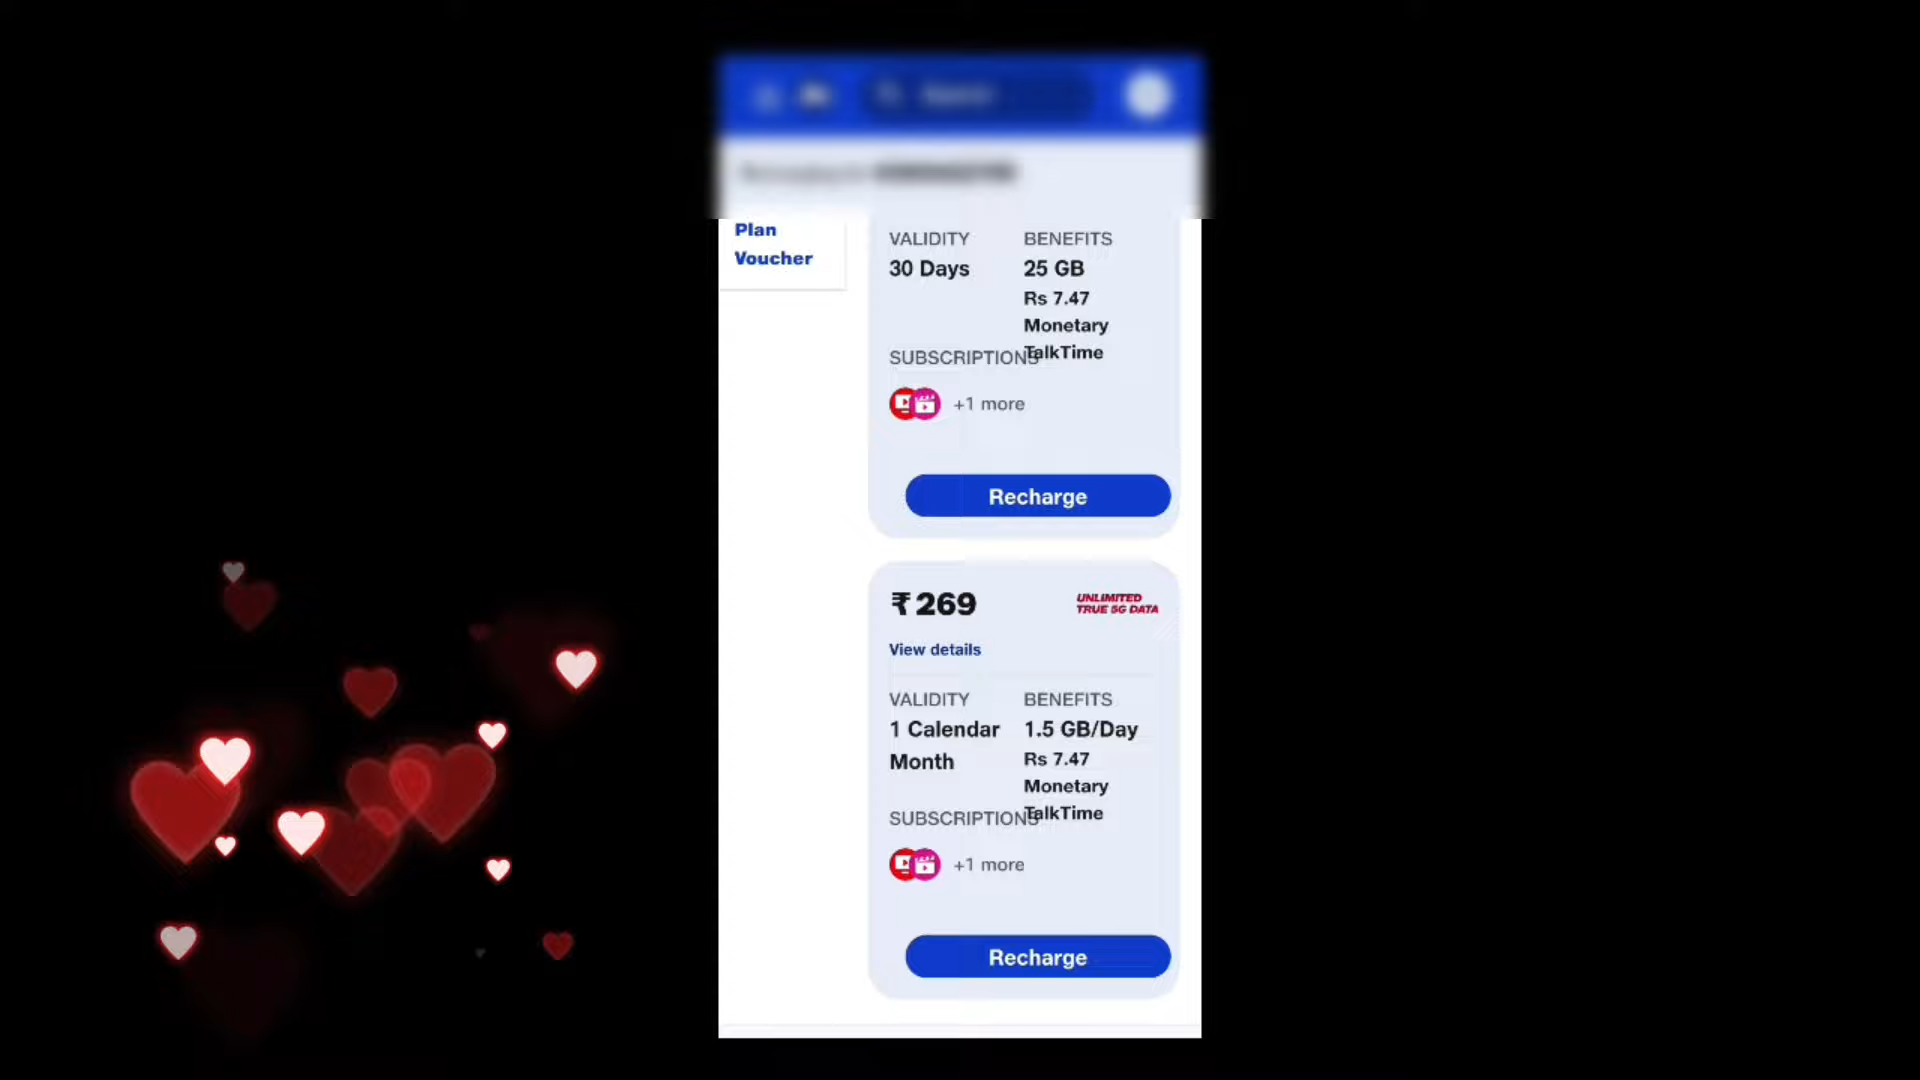 Plan
Voucher
VALIDITY
30 Days
BENEFITS
25 GB
Rs 7.47
Monetary
TalkTime
SUBSCRIPTIONS
+1 more
Recharge
₹269
UNLIMITED
TRUE 5G DATA
View details
VALIDITY
1 Calendar
Month
BENEFITS
1.5 GB/Day
Rs 7.47
Monetary
TalkTime
SUBSCRIPTIONS
+1 more
Recharge